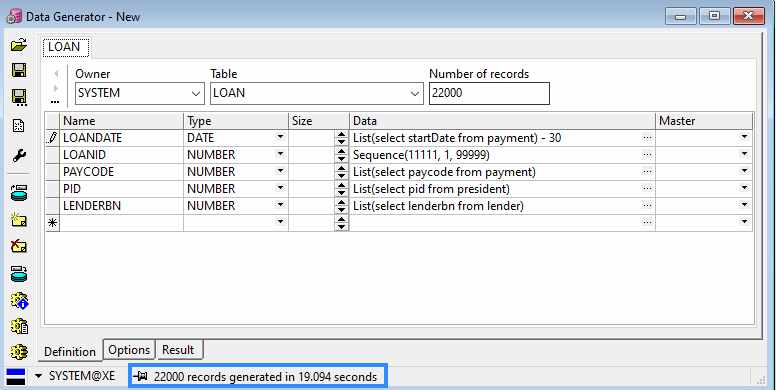 Data Generator - New
LOAN
Owner Table Number of records
SYSTEM LOAN 22000
Name Type Size Data Master
LOANDATE DATE List(select startDate from payment) - 30
LOANID NUMBER Sequence(11111, 1, 99999)
PAYCODE NUMBER List(select paycode from payment)
PID NUMBER List(select pid from president)
LENDERBN NUMBER List(select lenderbn from lender)
Definition Options Result
SYSTEM@XE 22000 records generated in 19.094 seconds